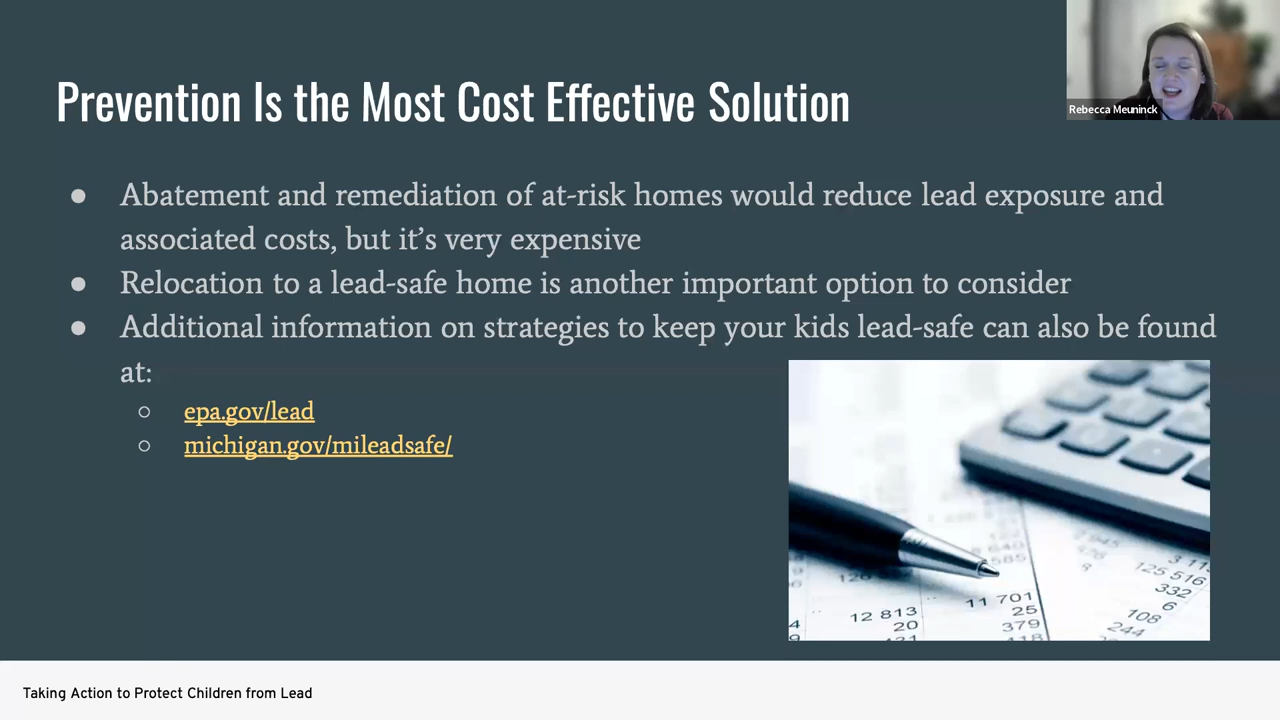 Prevention Is the Most Cost Effective Solution
Rebecca Meuninck
● Abatement and remediation of at-risk homes would reduce lead exposure and
associated costs, but it’s very expensive
● Relocation to a lead-safe home is another important option to consider
● Additional information on strategies to keep your kids lead-safe can also be found
at:
○ epa.gov/lead
○ michigan.gov/mileadsafe/
125 516
332
6
11 701
12 813
25
108
20
379
244
Taking Action to Protect Children from Lead